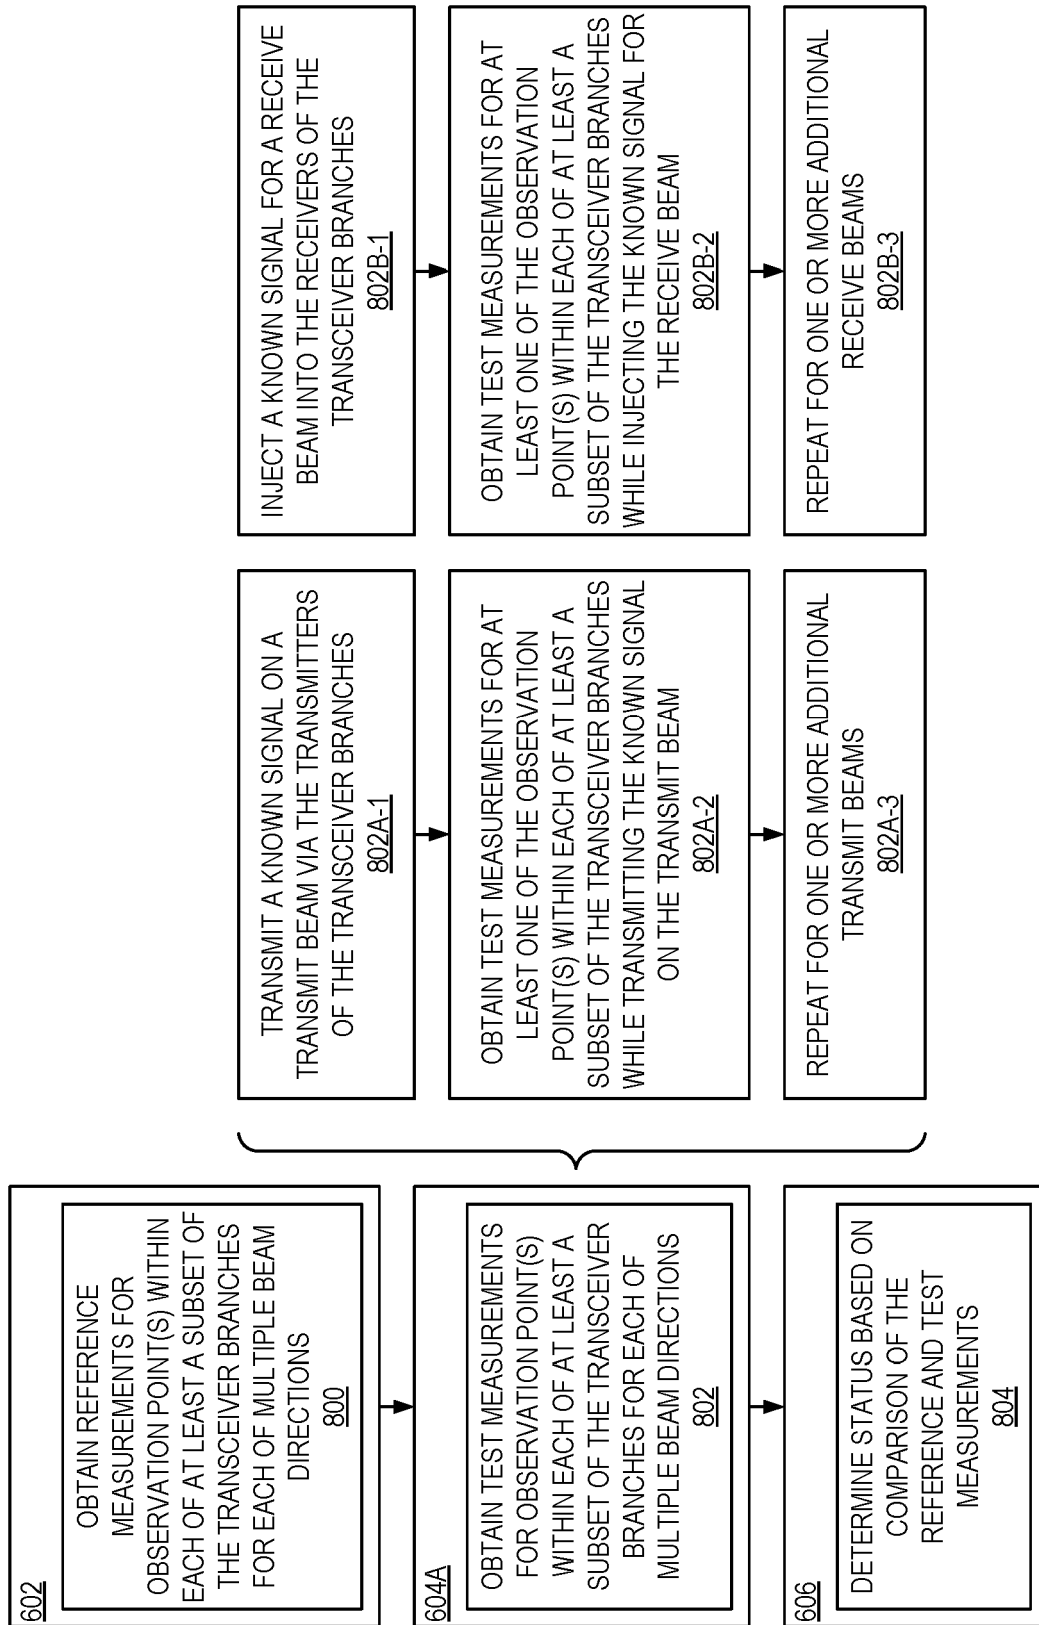 602
OBTAIN REFERENCE
MEASUREMENTS FOR
OBSERVATION POINT(S) WITHIN
EACH OF AT LEAST A SUBSET OF
THE TRANSCEIVER BRANCHES
FOR EACH OF MULTIPLE BEAM
DIRECTIONS
800
604A
OBTAIN TEST MEASUREMENTS
FOR OBSERVATION POINT(S)
WITHIN EACH OF AT LEAST A
SUBSET OF THE TRANSCEIVER
BRANCHES FOR EACH OF
MULTIPLE BEAM DIRECTIONS
802
606
DETERMINE STATUS BASED ON
COMPARISON OF THE
REFERENCE AND TEST
MEASUREMENTS
804
TRANSMIT A KNOWN SIGNAL ON A
TRANSMIT BEAM VIA THE TRANSMITTERS
OF THE TRANSCEIVER BRANCHES
802A-1
OBTAIN TEST MEASUREMENTS FOR AT
LEAST ONE OF THE OBSERVATION
POINT(S) WITHIN EACH OF AT LEAST A
SUBSET OF THE TRANSCEIVER BRANCHES
WHILE TRANSMITTING THE KNOWN SIGNAL
ON THE TRANSMIT BEAM
802A-2
REPEAT FOR ONE OR MORE ADDITIONAL
TRANSMIT BEAMS
802A-3
INJECT A KNOWN SIGNAL FOR A RECEIVE
BEAM INTO THE RECEIVERS OF THE
TRANSCEIVER BRANCHES
802B-1
OBTAIN TEST MEASUREMENTS FOR AT
LEAST ONE OF THE OBSERVATION
POINT(S) WITHIN EACH OF AT LEAST A
SUBSET OF THE TRANSCEIVER BRANCHES
WHILE INJECTING THE KNOWN SIGNAL FOR
THE RECEIVE BEAM
802B-2
REPEAT FOR ONE OR MORE ADDITIONAL
RECEIVE BEAMS
802B-3